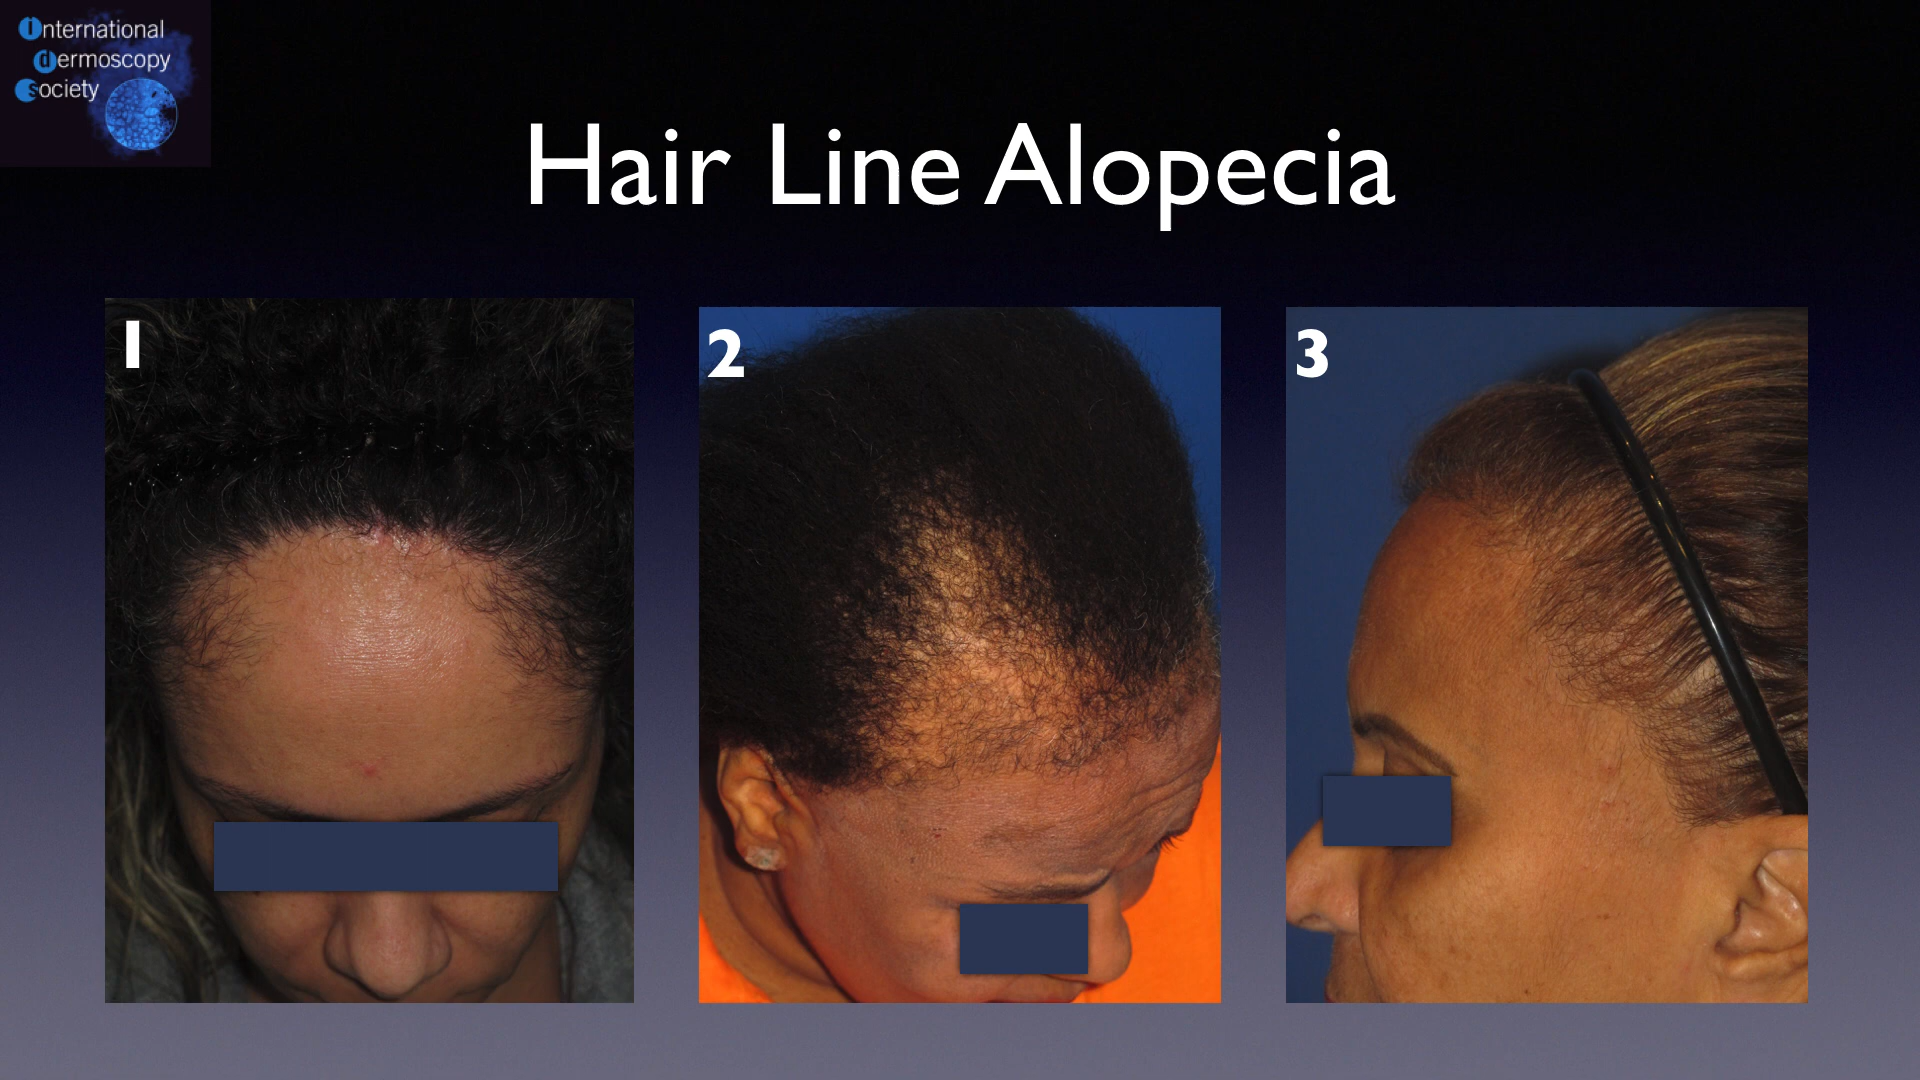 International
dermoscopy
Society
Hair Line Alopecia
1
2
3